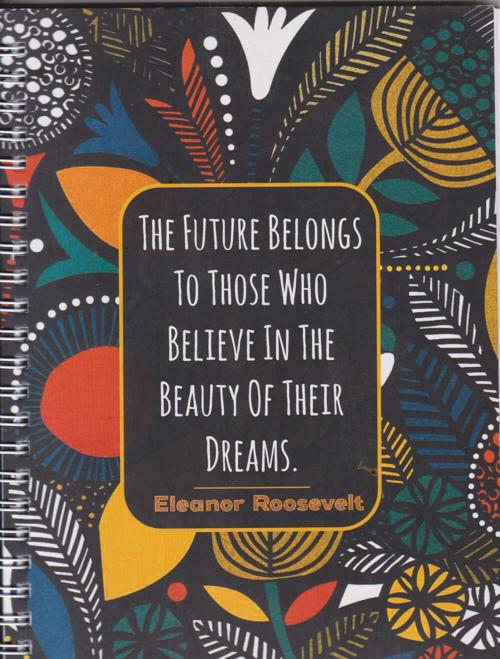 The Future Belongs
To Those Who
Believe In The
Beauty Of Their
Dreams.
Eleanor Roosevelt